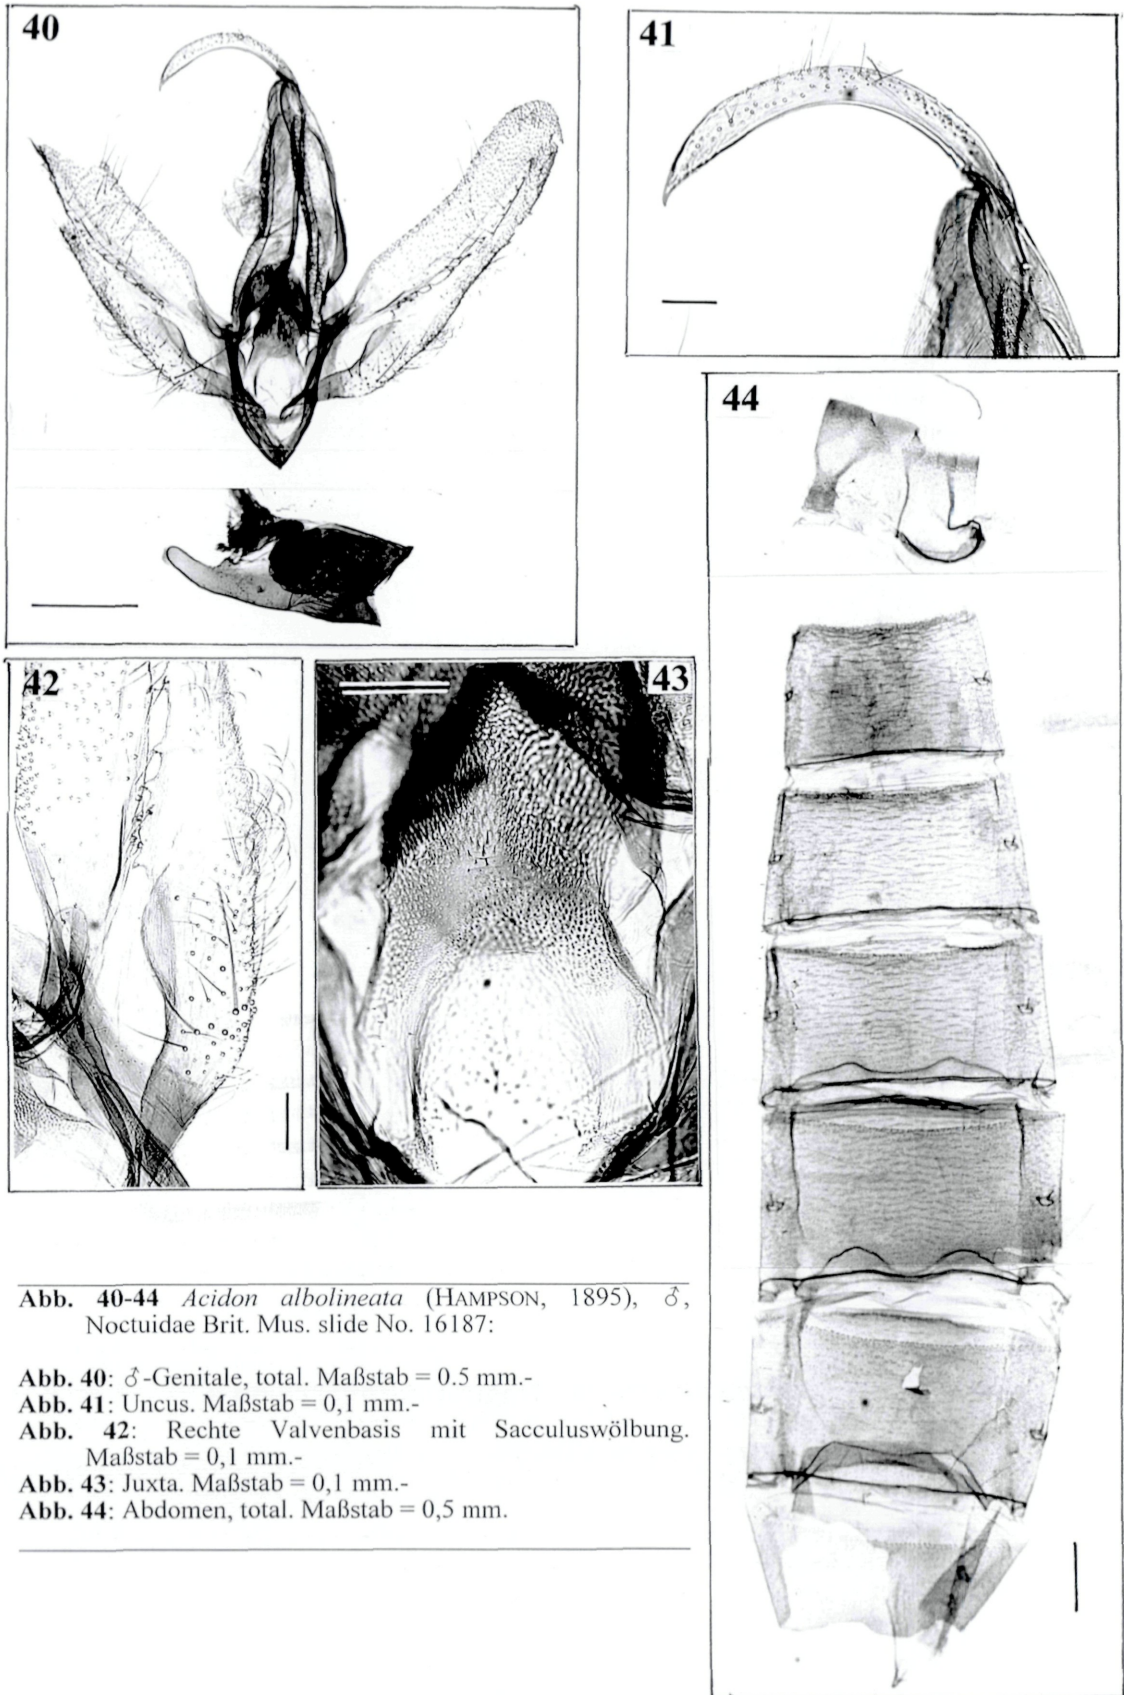 40
41
44
42
43
Abb. 40-44 Acidon albolineata (HAMPSON, 1895), ♂,
Noctuidae Brit. Mus. slide No. 16187:
Abb. 40: ♂-Genitale, total. Maßstab = 0.5 mm.-
Abb. 41: Uncus. Maßstab = 0,1 mm.-
Abb. 42: Rechte Valvenbasis mit Sacculuswölbung.
Maßstab = 0,1 mm.-
Abb. 43: Juxta. Maßstab = 0,1 mm.-
Abb. 44: Abdomen, total. Maßstab = 0,5 mm.